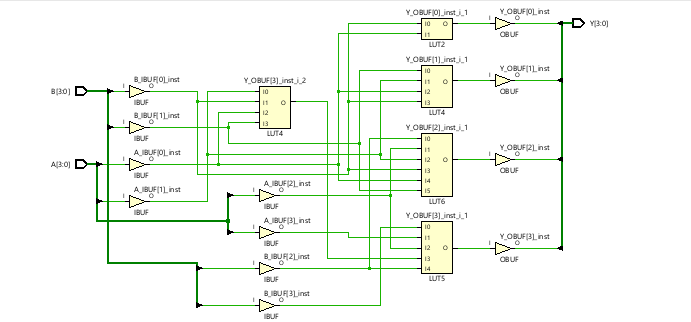 Y_OBUF[0]_inst_i_1
I0
I1
O
LUT2
Y_OBUF[0]_inst
I
O
OBUF
Y[3:0]
Y_OBUF[1]_inst_i_1
I0
I1
I2
I3
O
LUT4
Y_OBUF[1]_inst
I
O
OBUF
B[3:0]
B_IBUF[0]_inst
I
O
IBUF
Y_OBUF[3]_inst_i_2
I0
I1
I2
I3
O
LUT4
B_IBUF[1]_inst
I
O
IBUF
Y_OBUF[2]_inst_i_1
I0
I1
I2
I3
I4
I5
O
LUT6
Y_OBUF[2]_inst
I
O
OBUF
A[3:0]
A_IBUF[0]_inst
I
O
IBUF
A_IBUF[1]_inst
I
O
IBUF
A_IBUF[2]_inst
I
O
IBUF
A_IBUF[3]_inst
I
O
IBUF
Y_OBUF[3]_inst_i_1
I0
I1
I2
I3
I4
O
LUT5
Y_OBUF[3]_inst
I
O
OBUF
B_IBUF[2]_inst
I
O
IBUF
B_IBUF[3]_inst
I
O
IBUF